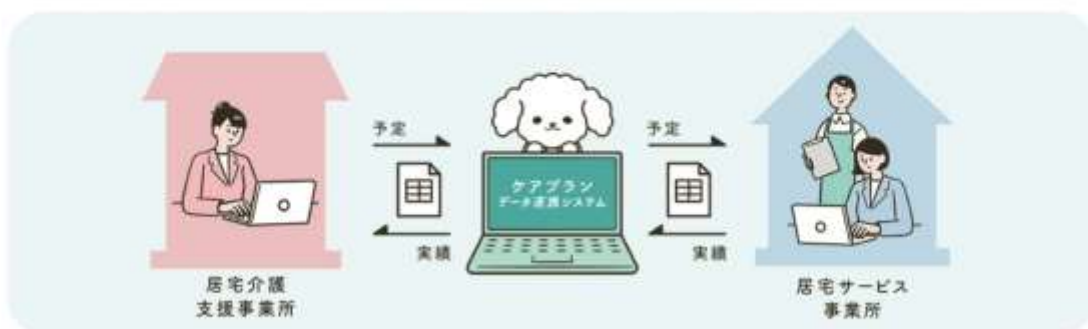 予定
実績
ケアプラン
データ連携システム
予定
実績
居宅介護
支援事業所
居宅サービス
事業所